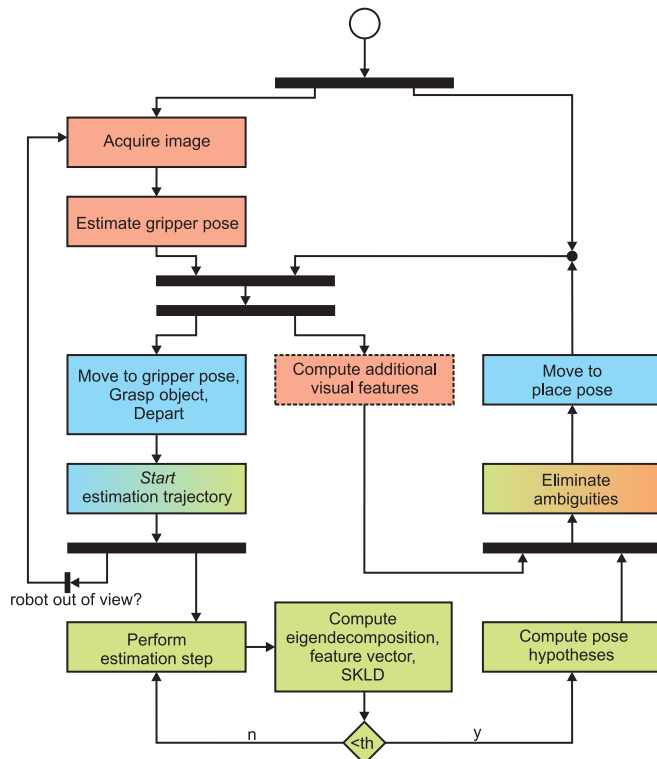 Acquire image
Estimate gripper pose
Move to gripper pose,
Grasp object,
Depart
Compute additional
visual features
Move to
place pose
Start
estimation trajectory
Eliminate
ambiguities
robot out of view?
Perform
estimation step
Compute
eigendecomposition,
feature vector,
SKLD
Compute pose
hypotheses
n
<th
y